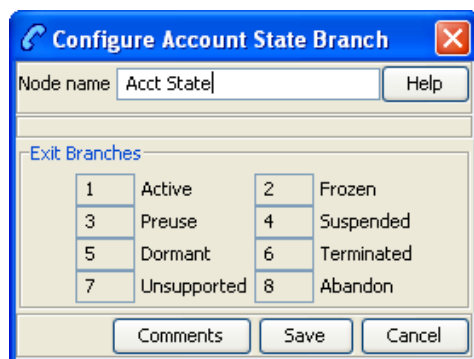 Configure Account State Branch
Node name Acct State Help
Exit Branches
1 Active 2 Frozen
3 Preuse 4 Suspended
5 Dormant 6 Terminated
7 Unsupported 8 Abandon
Comments Save Cancel